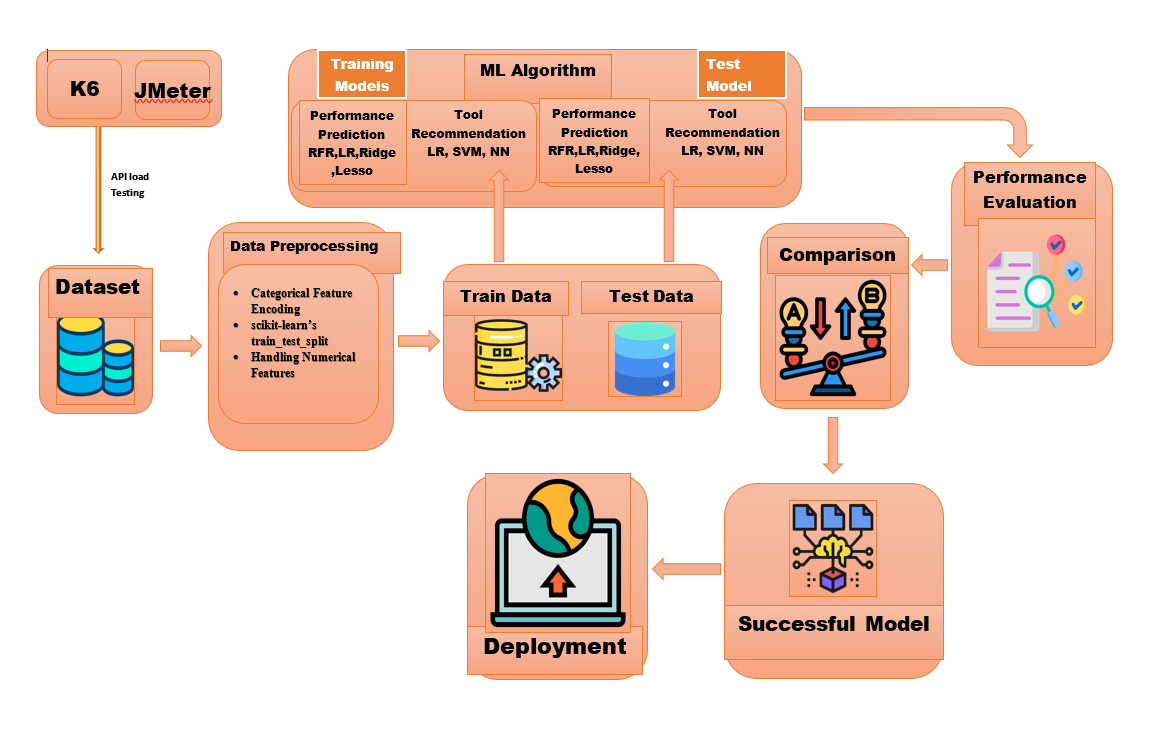 K6
JMeter
API load
Testing
Dataset
Data Preprocessing
• Categorical Feature
Encoding
• scikit-learn's
train_test_split
• Handling Numerical
Features
Training
Models
ML Algorithm
Test
Model
Performance
Prediction
RFR,LR,Ridge
,Lesso
Tool
Recommendation
LR, SVM, NN
Performance
Prediction
RFR,LR,Ridge,
Lesso
Tool
Recommendation
LR, SVM, NN
Train Data
Test Data
Performance
Evaluation
Comparison
A
B
Successful Model
Deployment